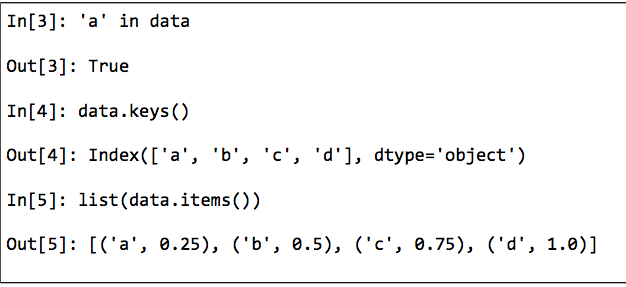 In[3]: 'a' in data
Out[3]: True
In[4]: data.keys()
Out[4]: Index(['a', 'b', 'c', 'd'], dtype='object')
In[5]: list(data.items())
Out[5]: [('a', 0.25), ('b', 0.5), ('c', 0.75), ('d', 1.0)]